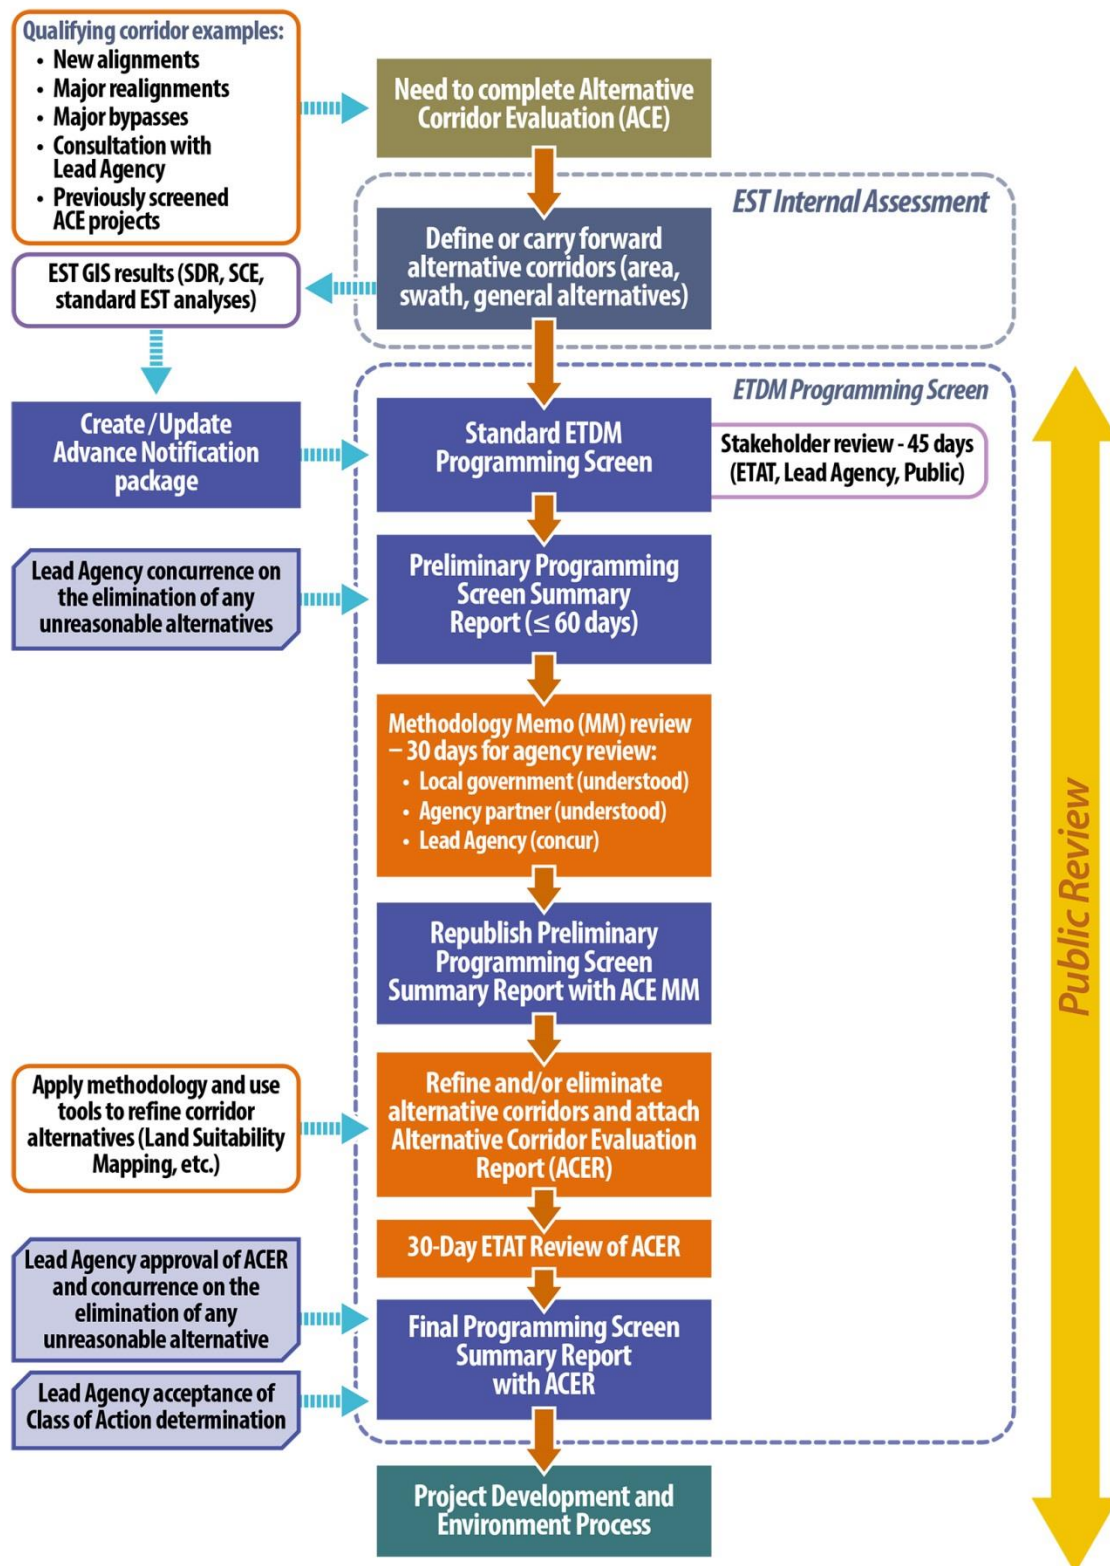 Qualifying corridor examples:
• New alignments
• Major realignments
• Major bypasses
• Consultation with
Lead Agency
• Previously screened
ACE projects
Need to complete Alternative
Corridor Evaluation (ACE)
EST Internal Assessment
Define or carry forward
alternative corridors (area,
swath, general alternatives)
EST GIS results (SDR, SCE,
standard EST analyses)
ETDM Programming Screen
Create / Update
Advance Notification
package
Standard ETDM
Programming Screen
Stakeholder review - 45 days
(ETAT, Lead Agency, Public)
Lead Agency concurrence on
the elimination of any
unreasonable alternatives
Preliminary Programming
Screen Summary
Report (≤ 60 days)
Methodology Memo (MM) review
– 30 days for agency review:
• Local government (understood)
• Agency partner (understood)
• Lead Agency (concur)
Republish Preliminary
Programming Screen
Summary Report with ACE MM
Apply methodology and use
tools to refine corridor
alternatives (Land Suitability
Mapping, etc.)
Refine and/or eliminate
alternative corridors and attach
Alternative Corridor Evaluation
Report (ACER)
30-Day ETAT Review of ACER
Lead Agency approval of ACER
and concurrence on the
elimination of any
unreasonable alternative
Final Programming Screen
Summary Report
with ACER
Lead Agency acceptance of
Class of Action determination
Project Development and
Environment Process
Public Review